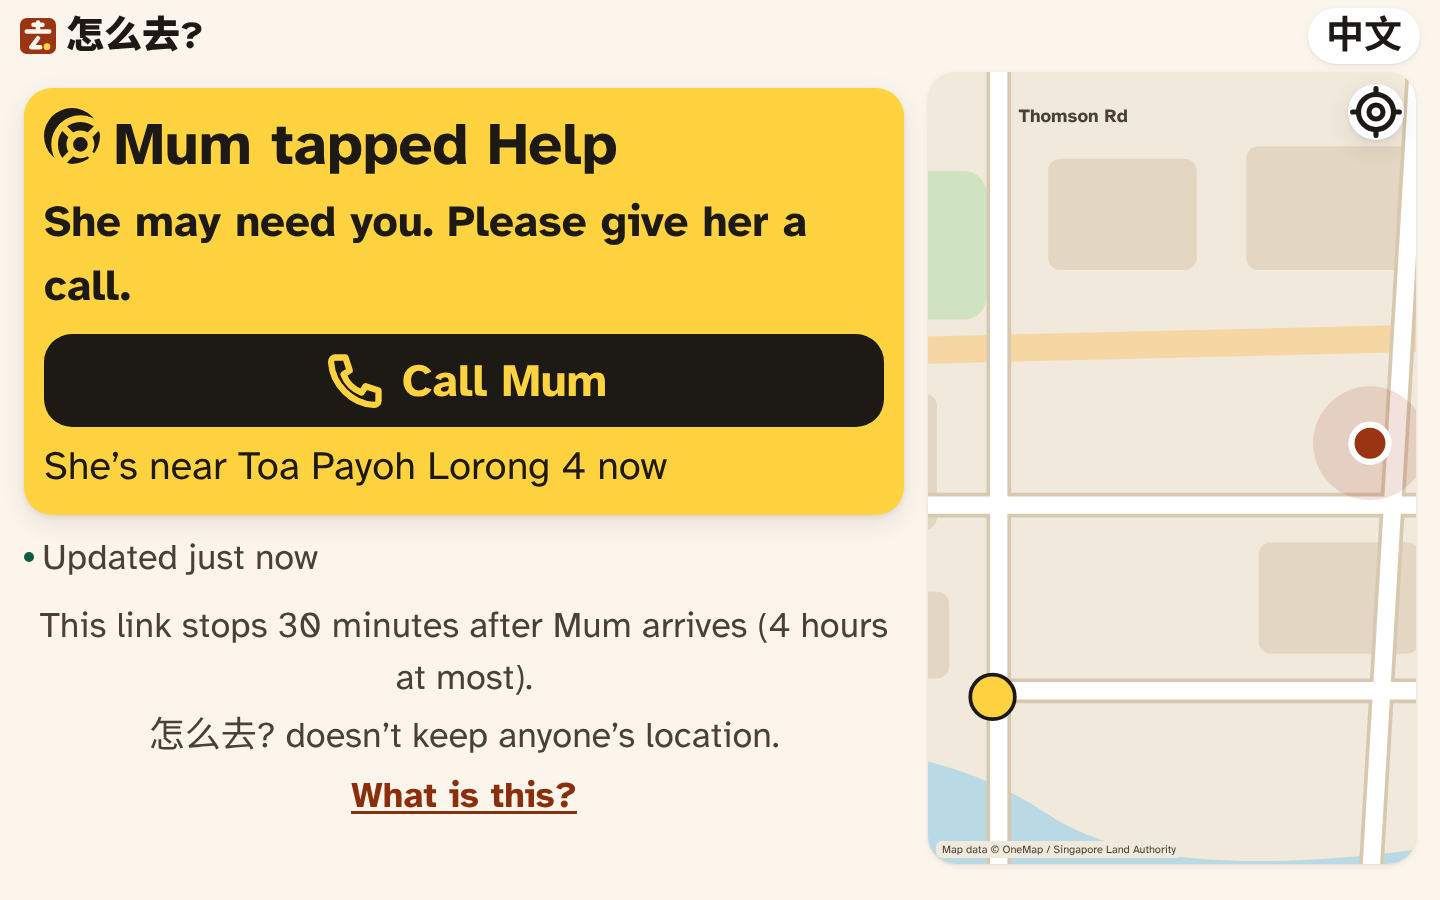 怎么去?
中文
Mum tapped Help
She may need you. Please give her a
call.
Call Mum
She’s near Toa Payoh Lorong 4 now
Updated just now
This link stops 30 minutes after Mum arrives (4 hours
at most).
怎么去? doesn’t keep anyone’s location.
What is this?
Thomson Rd
Map data © OneMap / Singapore Land Authority